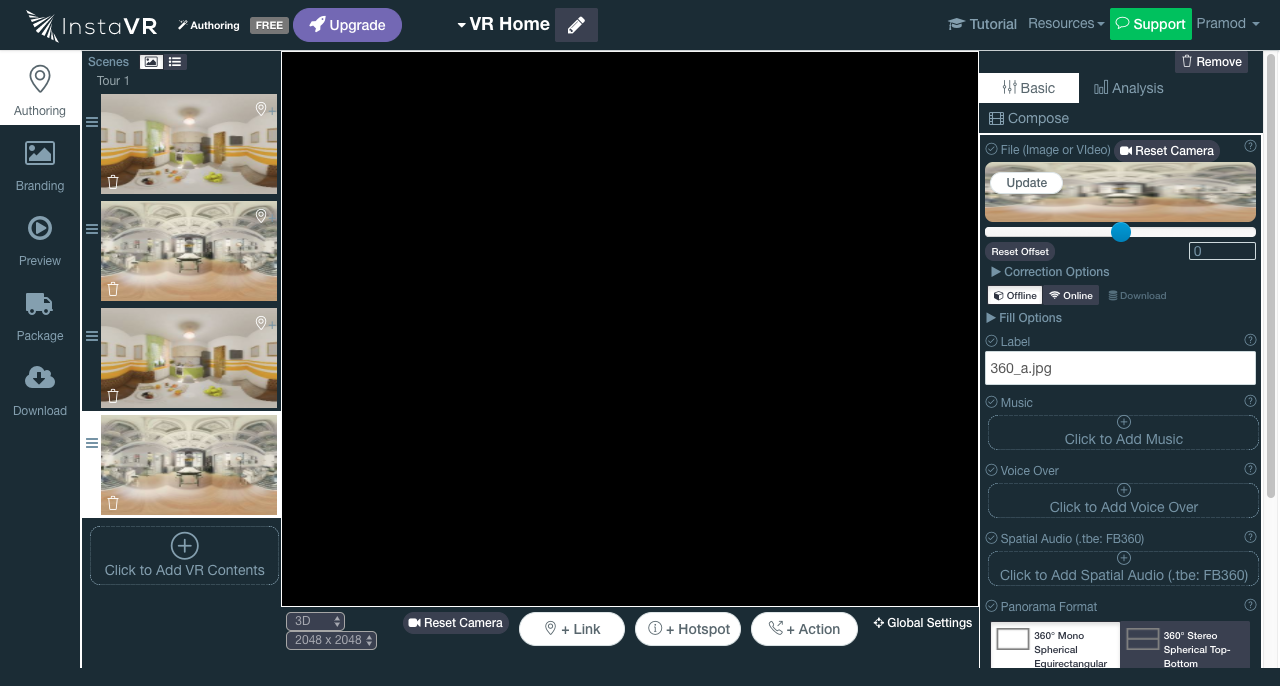 InstaVR
Authoring
FREE
Upgrade
VR Home
Tutorial
Resources
Support
Pramod
Authoring
Branding
Preview
Package
Download
Scenes
Tour 1
Click to Add VR Contents
3D
2048 x 2048
Reset Camera
+ Link
+ Hotspot
+ Action
Global Settings
Remove
Basic
Analysis
Compose
File (Image or VIdeo)
Reset Camera
Update
Reset Offset
0
Correction Options
Offline
Online
Download
Fill Options
Label
360_a.jpg
Music
Click to Add Music
Voice Over
Click to Add Voice Over
Spatial Audio (.tbe: FB360)
Click to Add Spatial Audio (.tbe: FB360)
Panorama Format
360° Mono
Spherical
Equirectangular
360° Stereo
Spherical Top-
Bottom